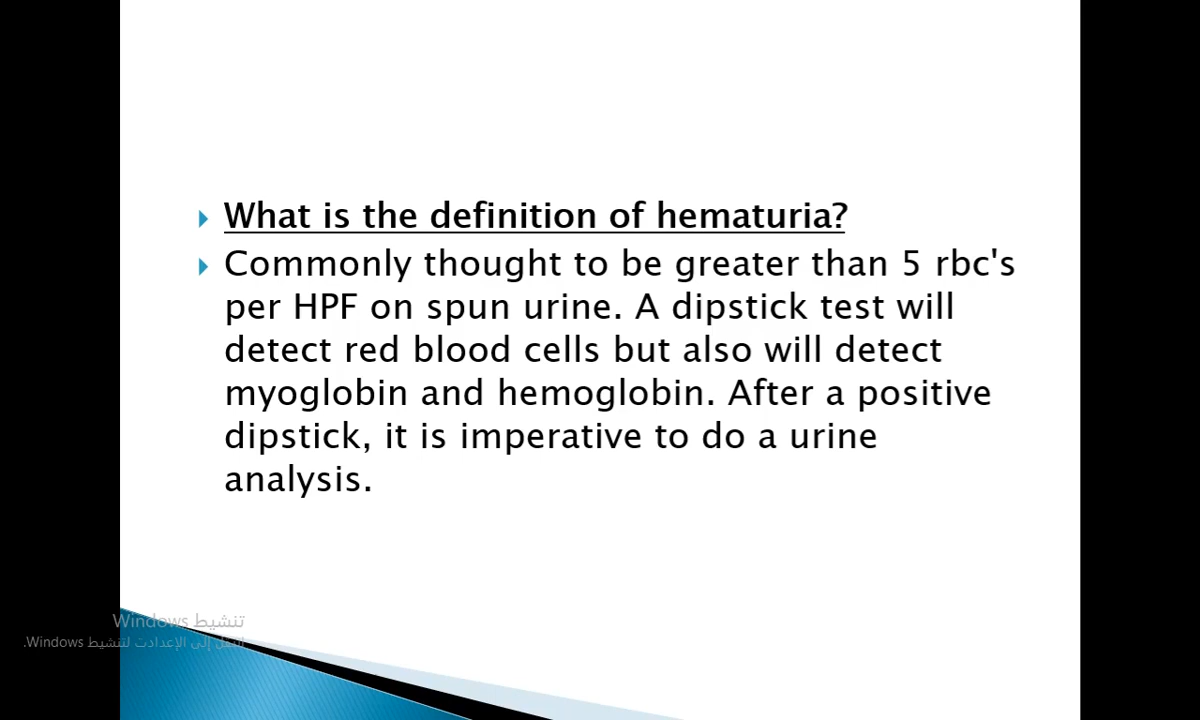 What is the definition of hematuria?
Commonly thought to be greater than 5 rbc's
per HPF on spun urine. A dipstick test will
detect red blood cells but also will detect
myoglobin and hemoglobin. After a positive
dipstick, it is imperative to do a urine
analysis.
تنشيط Windows
انتقل إلى الإعدادت لتنشيط Windows.